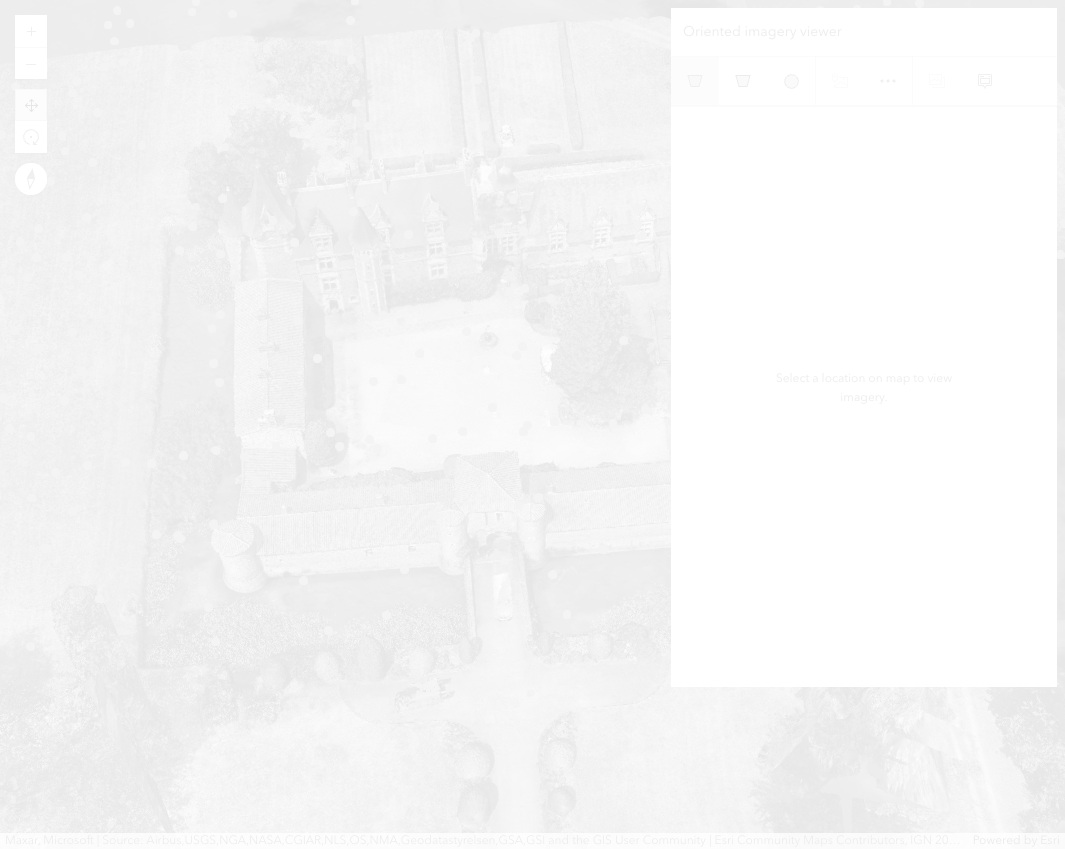 Oriented imagery viewer
Select a location on map to view
imagery.
Maxar, Microsoft | Source: Airbus,USGS,NGA,NASA,CGIAR,NLS,OS,NMA,Geodatastyrelsen,GSA,GSI and the GIS User Community | Esri Community Maps Contributors, IGN 20... Powered by Esri